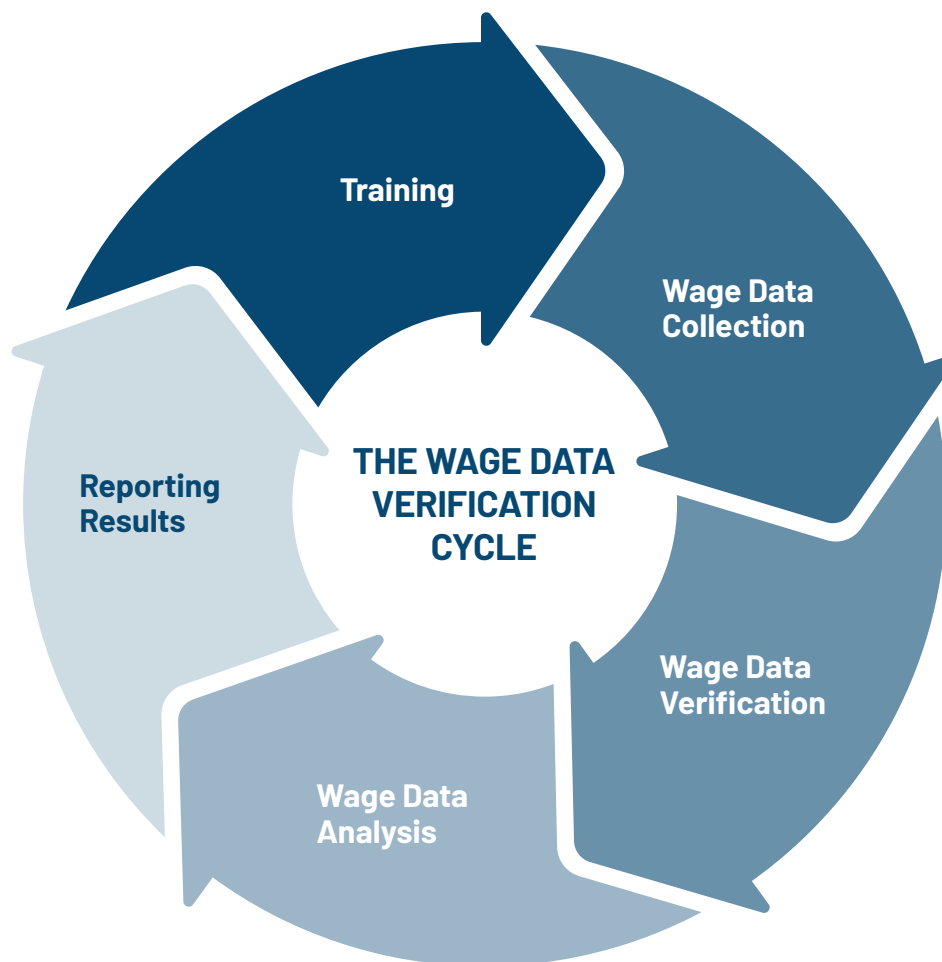 Training
Wage Data
Collection
THE WAGE DATA
VERIFICATION
CYCLE
Reporting
Results
Wage Data
Verification
Wage Data
Analysis